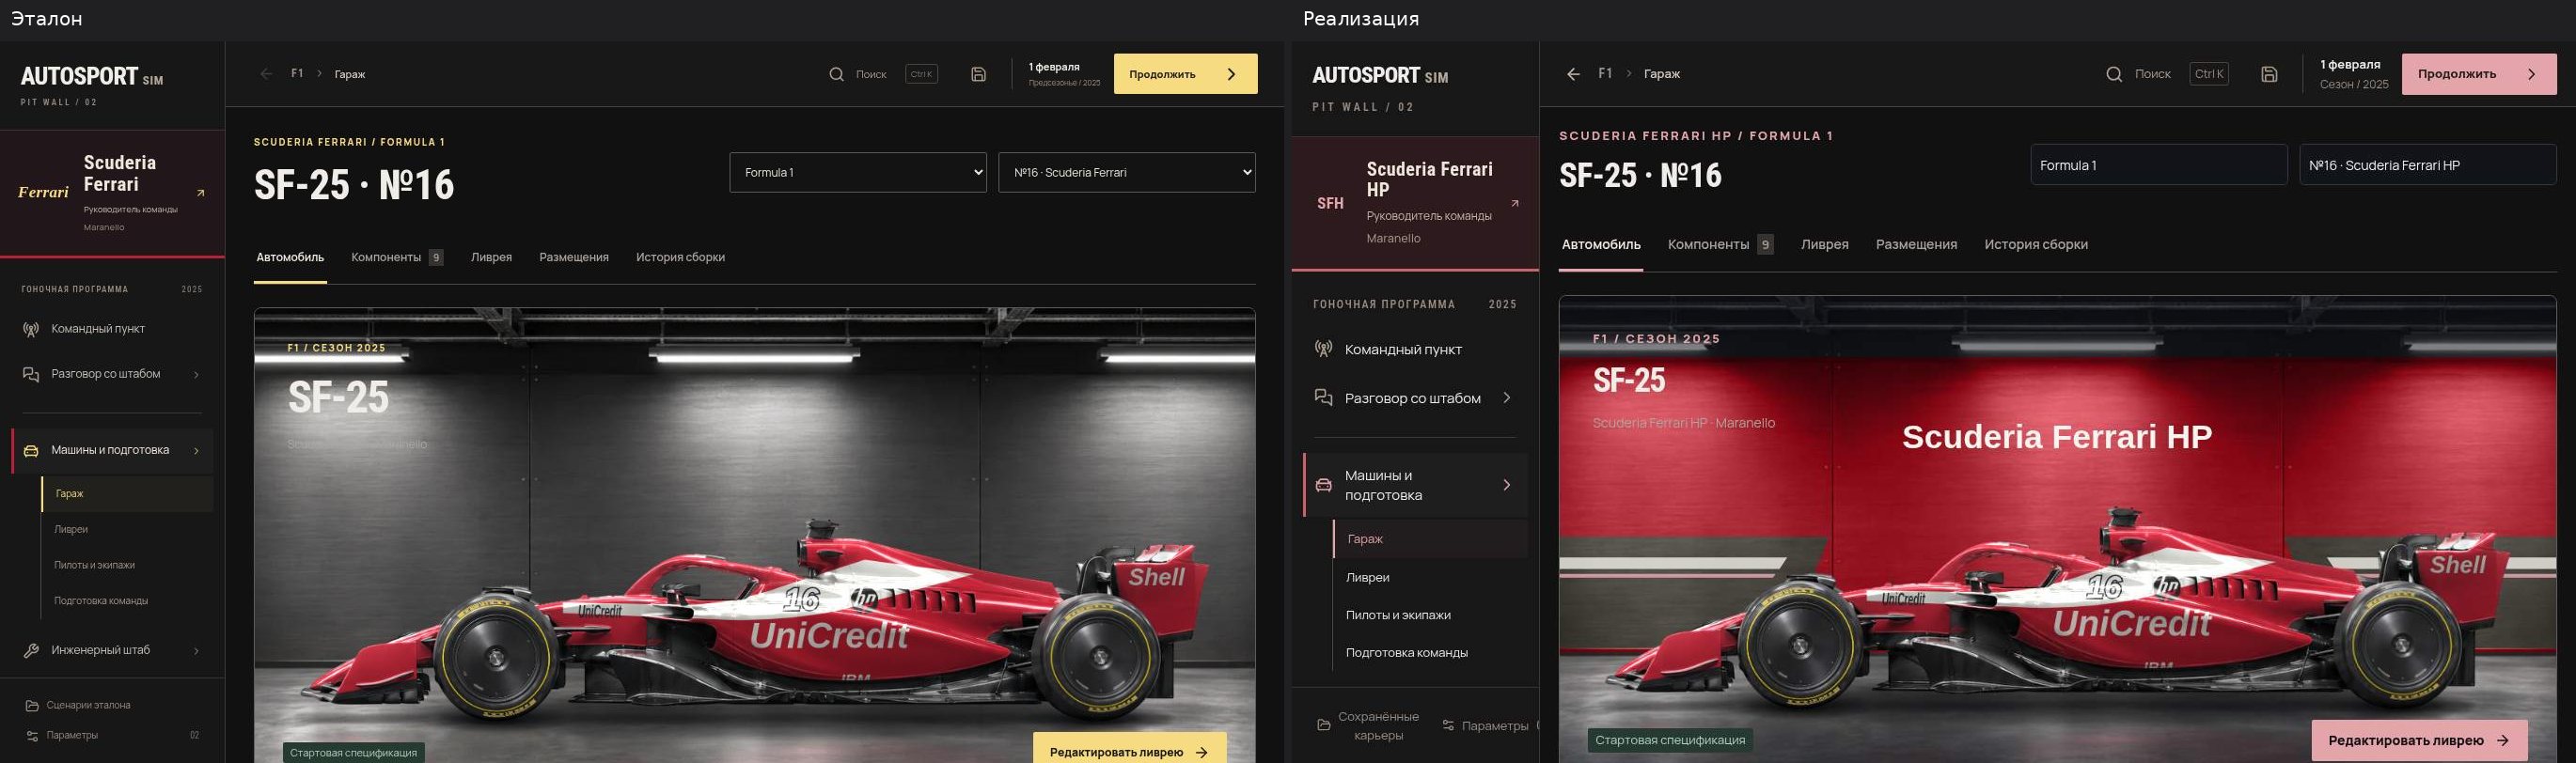 Эталон
AUTOSPORT SIM
PIT WALL / 02
Ferrari
Scuderia
Ferrari
Руководитель команды
Maranello
ГОНОЧНАЯ ПРОГРАММА 2025
Командный пункт
Разговор со штабом
Машины и подготовка
Гараж
Ливреи
Пилоты и экипажи
Подготовка команды
Инженерный штаб
Сценарии эталона
Параметры 02
F1 Гараж
Поиск Ctrl K
1 февраля
Предсезонье / 2025
Продолжить
SCUDERIA FERRARI / FORMULA 1
SF-25 · №16
Formula 1
№16 · Scuderia Ferrari
Автомобиль Компоненты 9 Ливрея Размещения История сборки
F1 / СЕЗОН 2025
SF-25
Shell
UniCredit 16 hp
UniCredit
IBM
Стартовая спецификация
Редактировать ливрею
Реализация
AUTOSPORT SIM
PIT WALL / 02
SFH
Scuderia Ferrari
HP
Руководитель команды
Maranello
ГОНОЧНАЯ ПРОГРАММА 2025
Командный пункт
Разговор со штабом
Машины и
подготовка
Гараж
Ливреи
Пилоты и экипажи
Подготовка команды
Сохранённые
карьеры
Параметры
F1 Гараж
Поиск Ctrl K
1 февраля
Сезон / 2025
Продолжить
SCUDERIA FERRARI HP / FORMULA 1
SF-25 · №16
Formula 1
№16 · Scuderia Ferrari HP
Автомобиль Компоненты 9 Ливрея Размещения История сборки
F1 / СЕЗОН 2025
SF-25
Scuderia Ferrari HP · Maranello
Scuderia Ferrari HP
Shell
UniCredit 16 hp
UniCredit
IBM
Стартовая спецификация
Редактировать ливрею